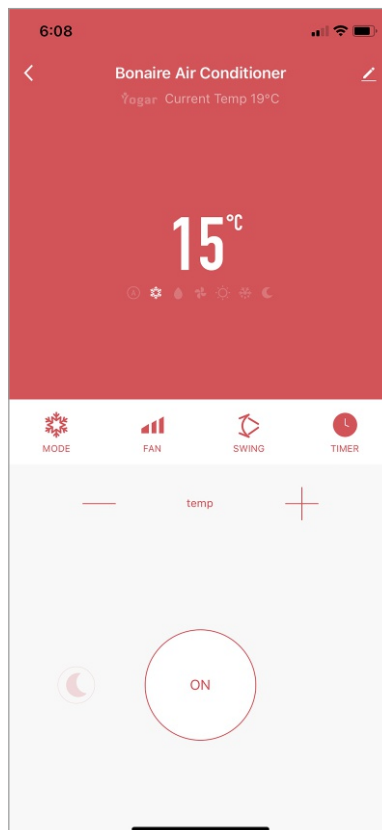 6:08
Bonaire Air Conditioner
Yogar Current Temp 19°C
15°C
MODE
FAN
SWING
TIMER
temp
ON